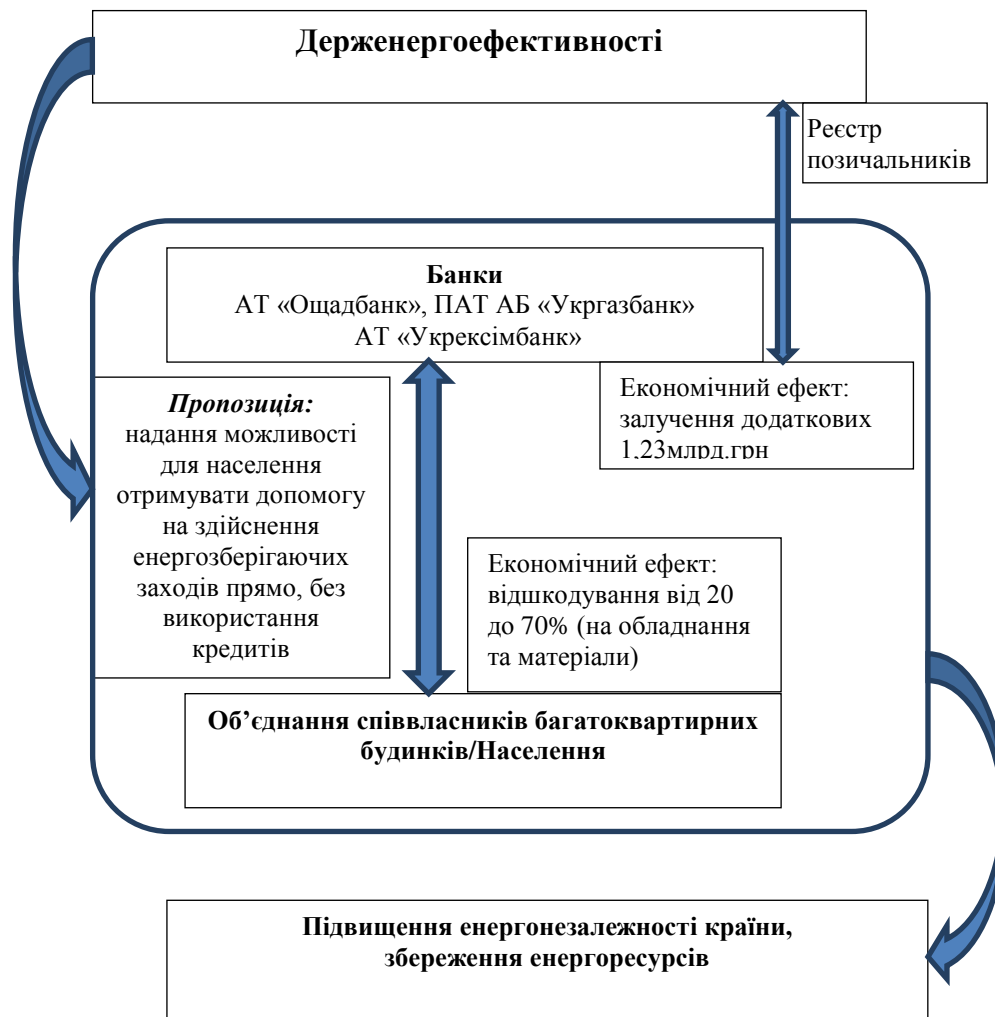 Держенергоефективності
Реєстр
позичальників
Банки
АТ «Ощадбанк», ПАТ АБ «Укргазбанк»
АТ «Укрексімбанк»
Економічний ефект:
залучення додаткових
1,23млрд.грн
Пропозиція:
надання можливості
для населення
отримувати допомогу
на здійснення
енергозберігаючих
заходів прямо, без
використання
кредитів
Економічний ефект:
відшкодування від 20
до 70% (на обладнання
та матеріали)
Об’єднання співвласників багатоквартирних
будинків/Населення
Підвищення енергонезалежності країни,
збереження енергоресурсів